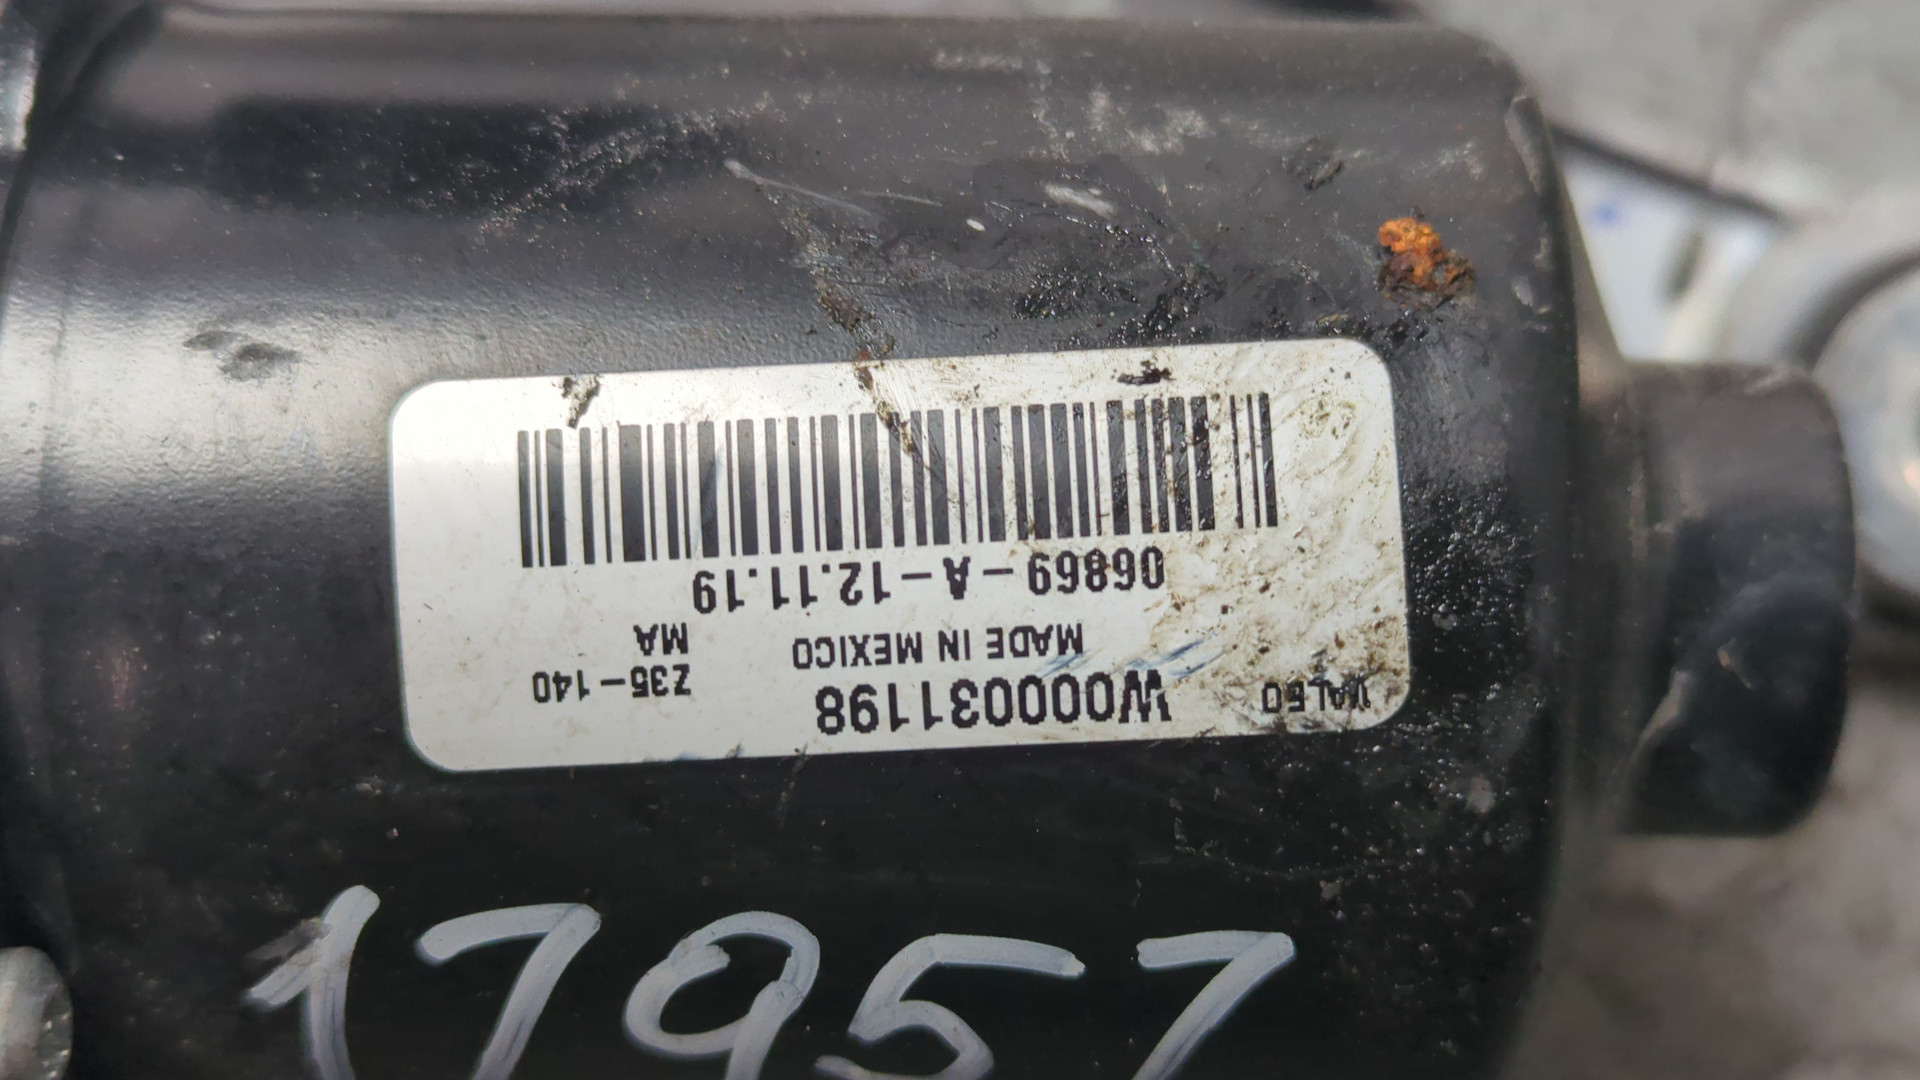 VALEO W000031198 Z35-140
MADE IN MEXICO MA
06869-A-12.11.19
17957